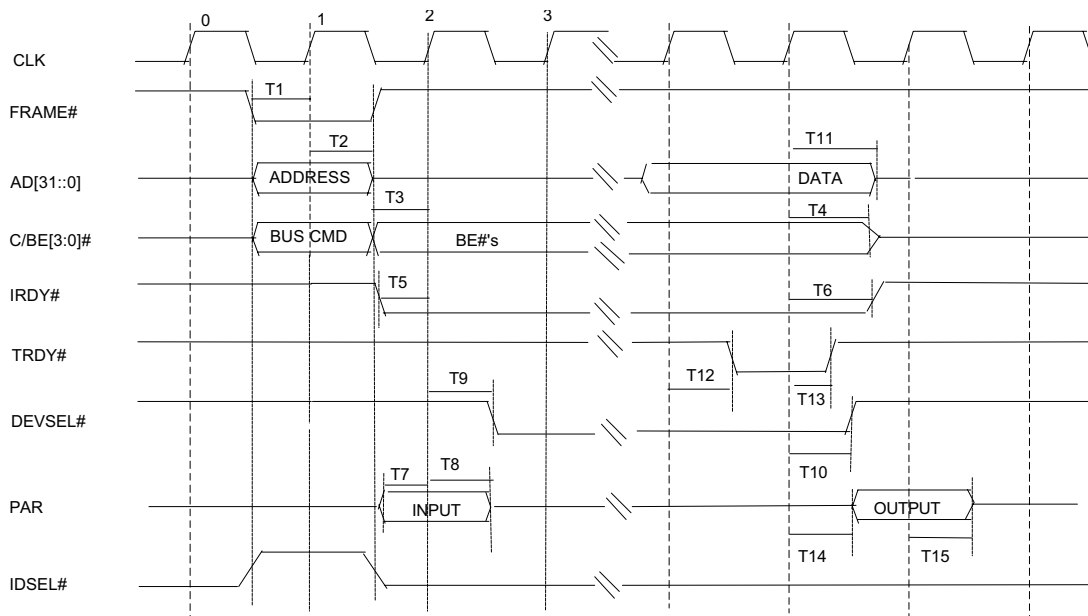 0 1 2 3
CLK
T1
FRAME#
T2 T11
AD[31::0] ADDRESS DATA
T3 T4
C/BE[3:0]# BUS CMD BE#'s
T5 T6
IRDY#
TRDY#
T9 T12 T13
DEVSEL#
T7 T8 T10
PAR INPUT OUTPUT
T14 T15
IDSEL#